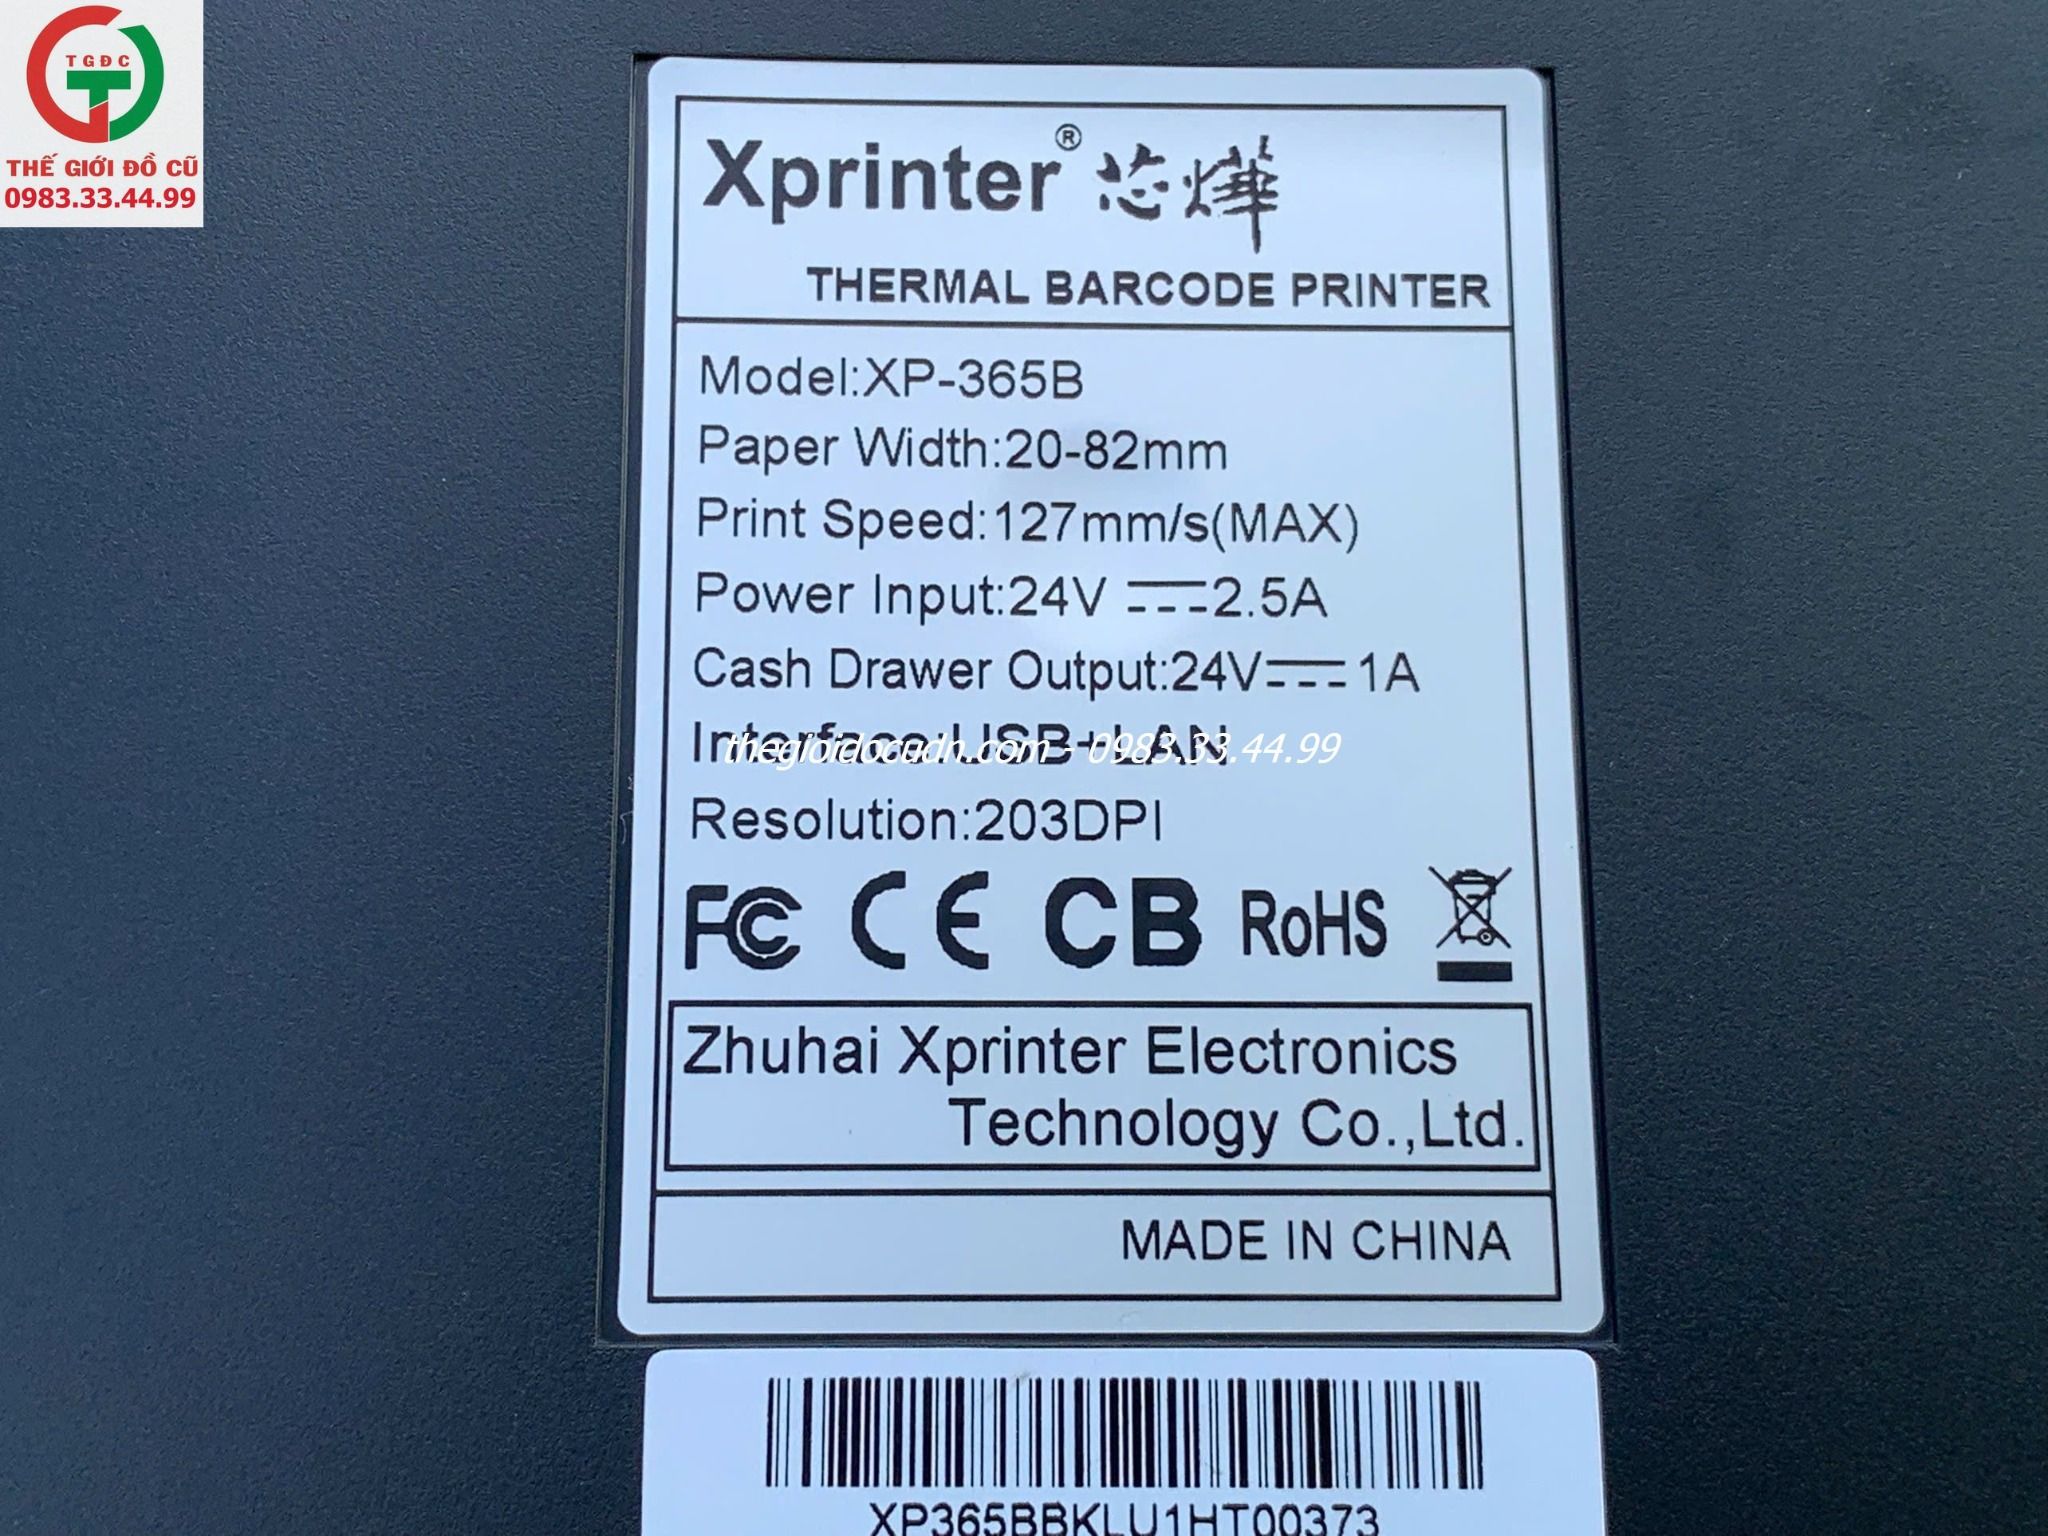 TGĐC
THẾ GIỚI ĐỒ CŨ
0983.33.44.99
Xprinter® 芯烨
THERMAL BARCODE PRINTER
Model:XP-365B
Paper Width:20-82mm
Print Speed:127mm/s(MAX)
Power Input:24V ⎓ 2.5A
Cash Drawer Output:24V ⎓ 1A
Interface:USB+LAN
thegioidocudn.com - 0983.33.44.99
Resolution:203DPI
FC CE CB RoHS
Zhuhai Xprinter Electronics
Technology Co.,Ltd.
MADE IN CHINA
XP365BBKLU1HT00373